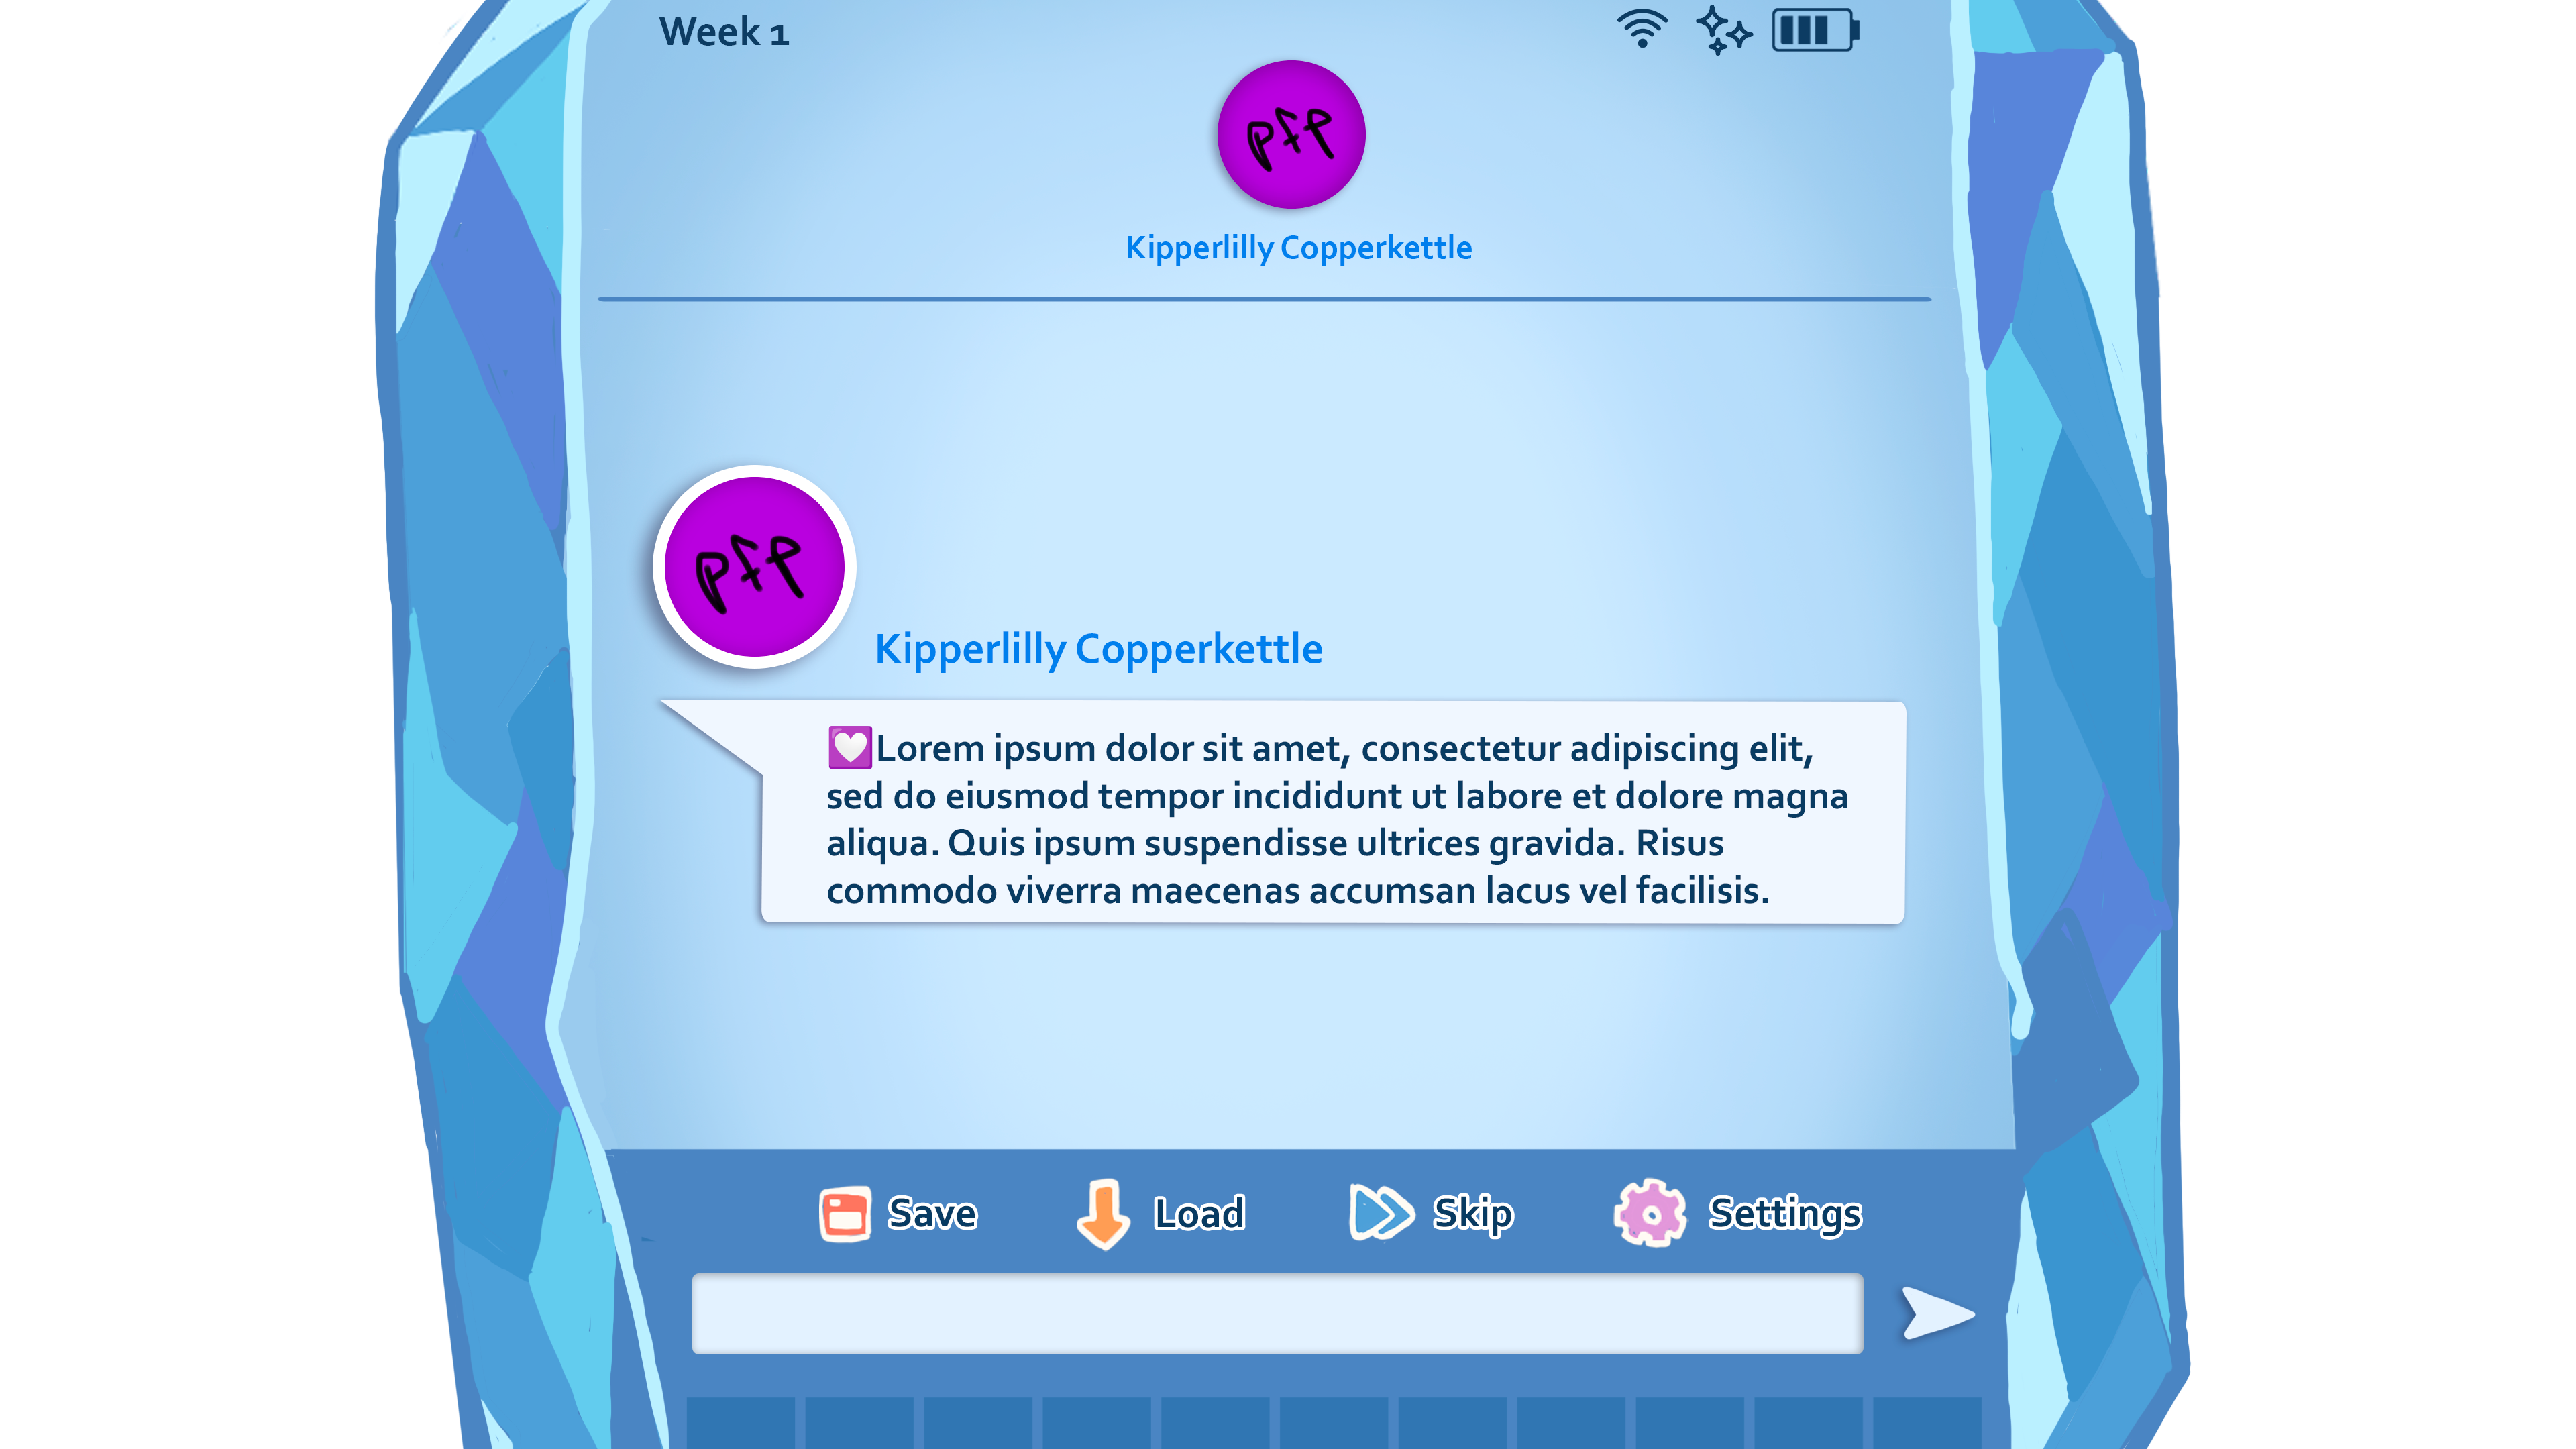 Week 1
pfp
Kipperlilly Copperkettle
pfp
Kipperlilly Copperkettle
💟Lorem ipsum dolor sit amet, consectetur adipiscing elit,
sed do eiusmod tempor incididunt ut labore et dolore magna
aliqua. Quis ipsum suspendisse ultrices gravida. Risus
commodo viverra maecenas accumsan lacus vel facilisis.
Save Load Skip Settings